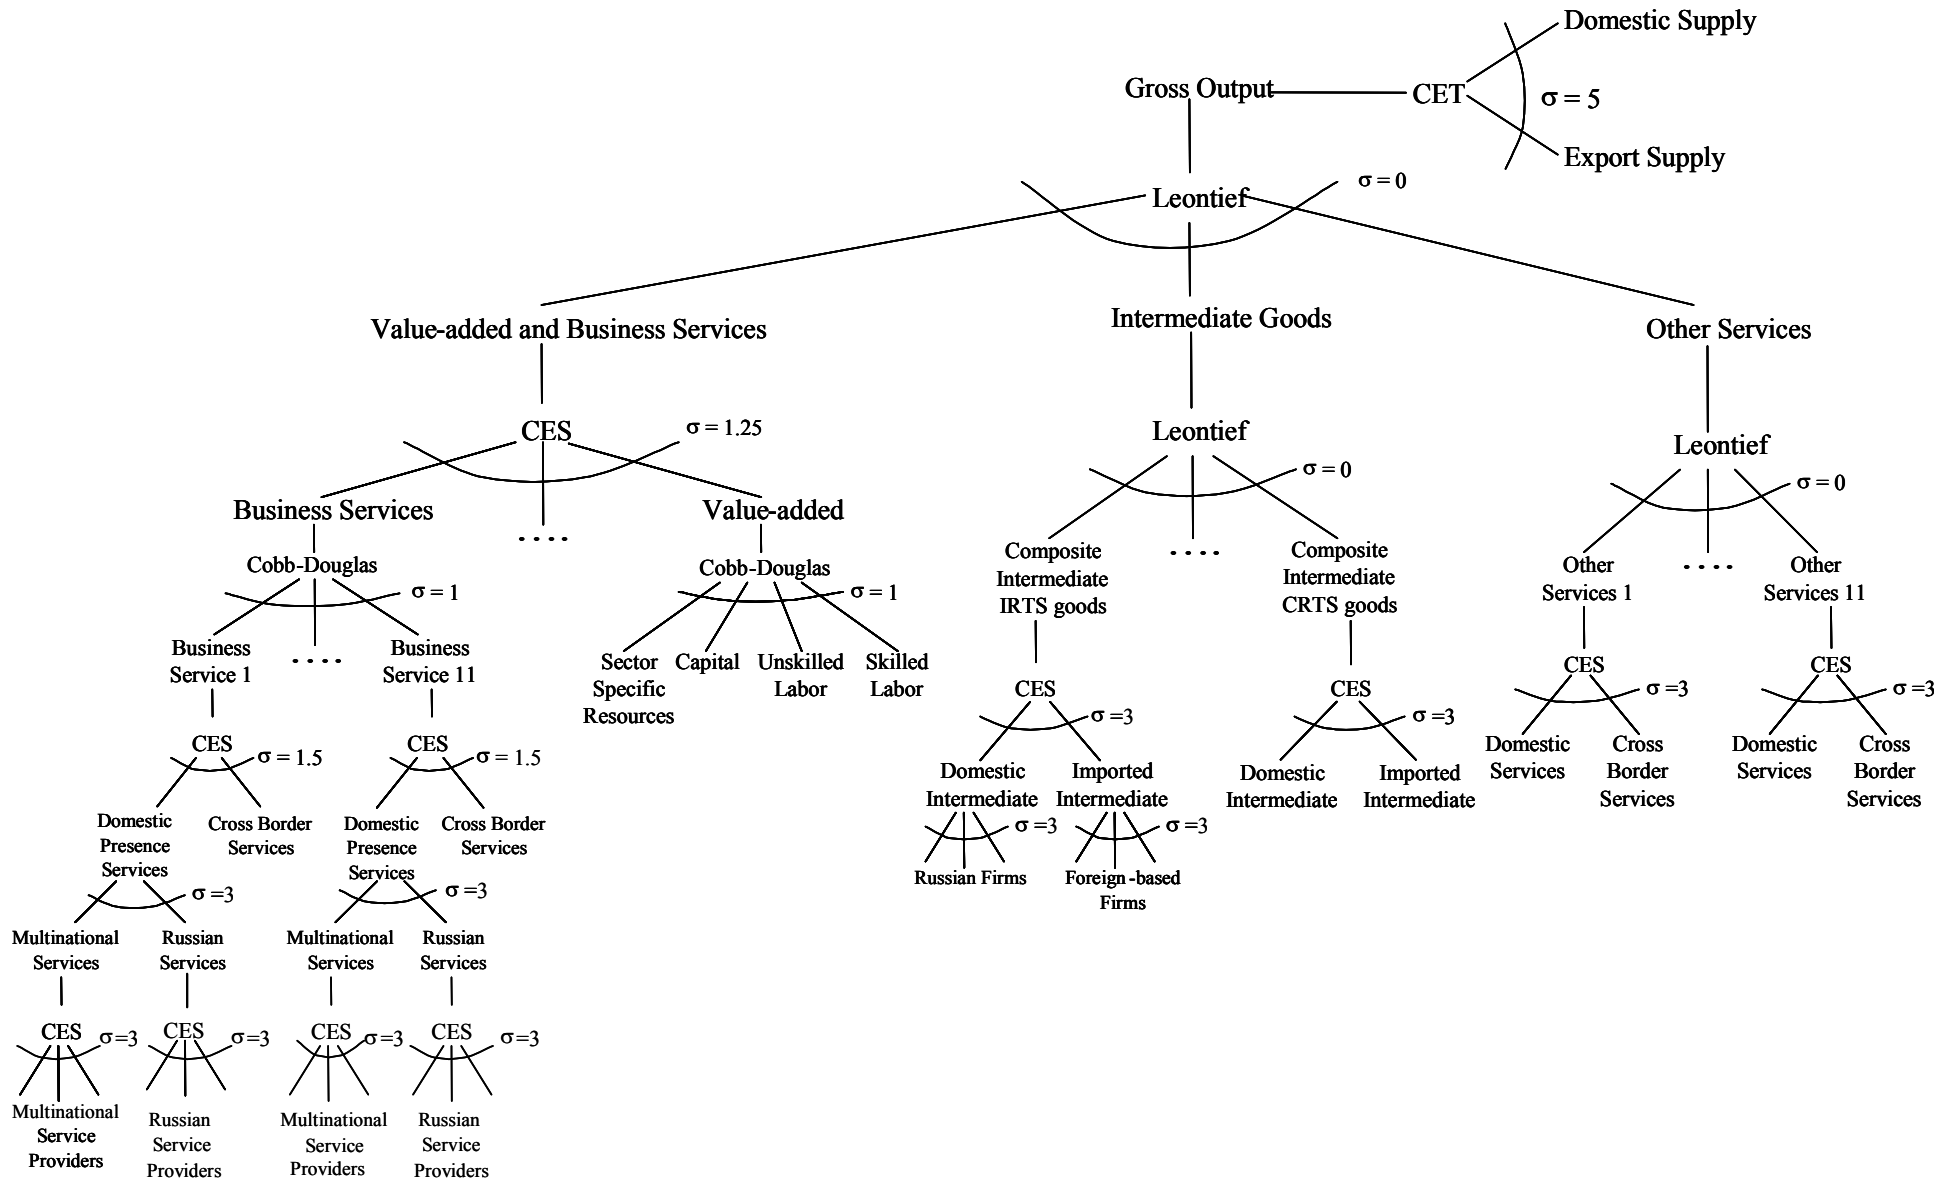 Domestic Supply
Gross Output
CET
σ = 5
Export Supply
σ = 0
Leontief
Value-added and Business Services
Intermediate Goods
Other Services
CES
σ = 1.25
Leontief
σ = 0
Leontief
σ = 0
Business Services
Value-added
. . . .
Cobb-Douglas
σ = 1
Cobb-Douglas
σ = 1
Composite
Intermediate
IRTS goods
. . . .
Composite
Intermediate
CRTS goods
Other
Services 1
. . . .
Other
Services 11
Business
Service 1
. . . .
Business
Service 11
Sector
Specific
Resources
Capital
Unskilled
Labor
Skilled
Labor
CES
σ =3
CES
σ =3
CES
σ =3
CES
σ =3
CES
σ = 1.5
CES
σ = 1.5
Domestic
Intermediate
Imported
Intermediate
Domestic
Intermediate
Imported
Intermediate
Domestic
Services
Cross
Border
Services
Domestic
Services
Cross
Border
Services
Domestic
Presence
Services
Cross Border
Services
Domestic
Presence
Services
Cross Border
Services
σ =3
σ =3
Russian Firms
Foreign -based
Firms
σ =3
σ =3
Multinational
Services
Russian
Services
Multinational
Services
Russian
Services
CES
σ =3
CES
σ =3
CES
σ =3
CES
σ =3
Multinational
Service
Providers
Russian
Service
Providers
Multinational
Service
Providers
Russian
Service
Providers